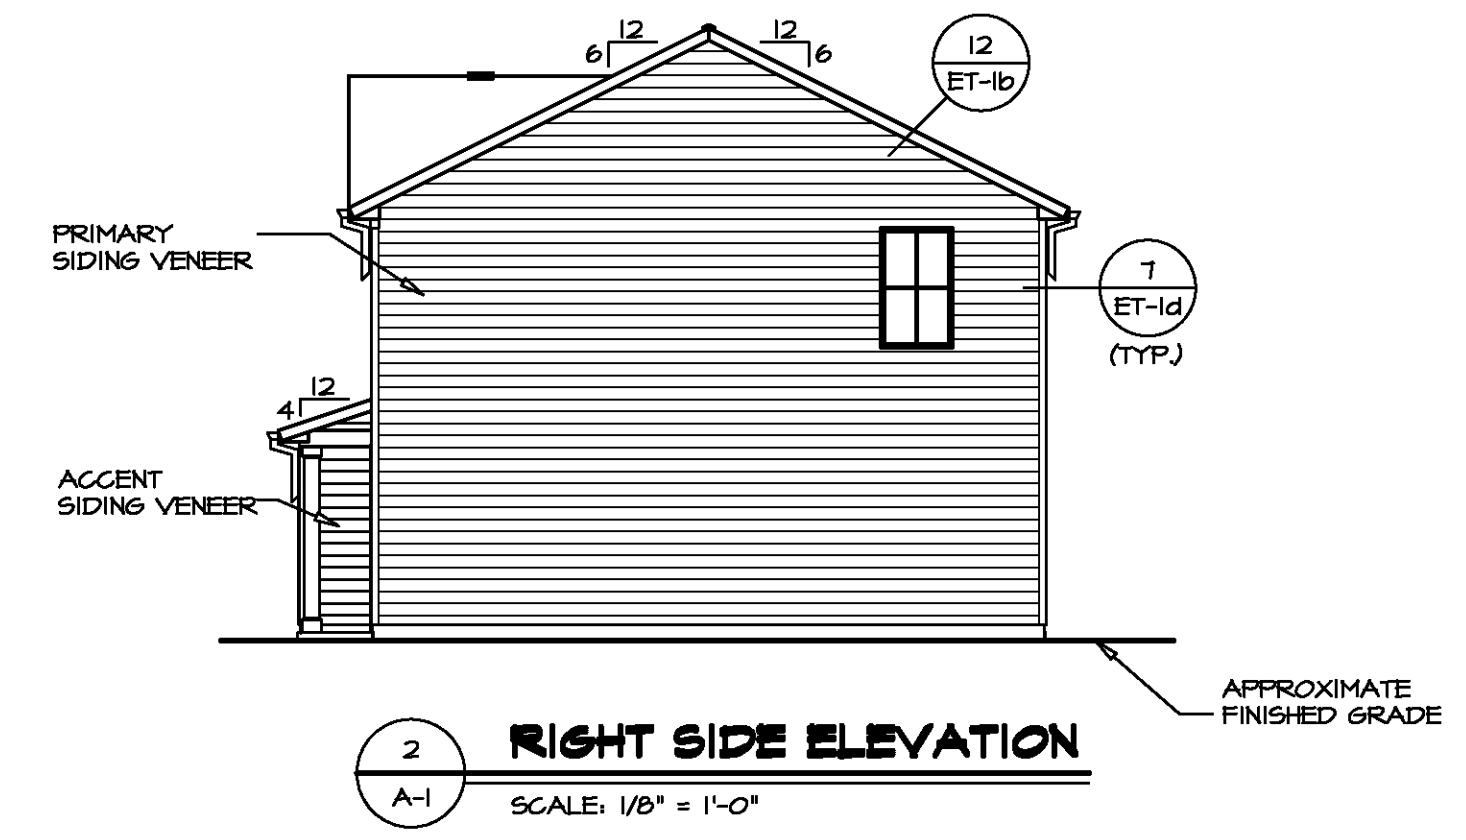 12
6
12
6
12
ET-1b
PRIMARY
SIDING VENEER
7
ET-1d
(TYP.)
12
4
ACCENT
SIDING VENEER
APPROXIMATE
FINISHED GRADE
2
A-1
RIGHT SIDE ELEVATION
SCALE: 1/8" = 1'-0"